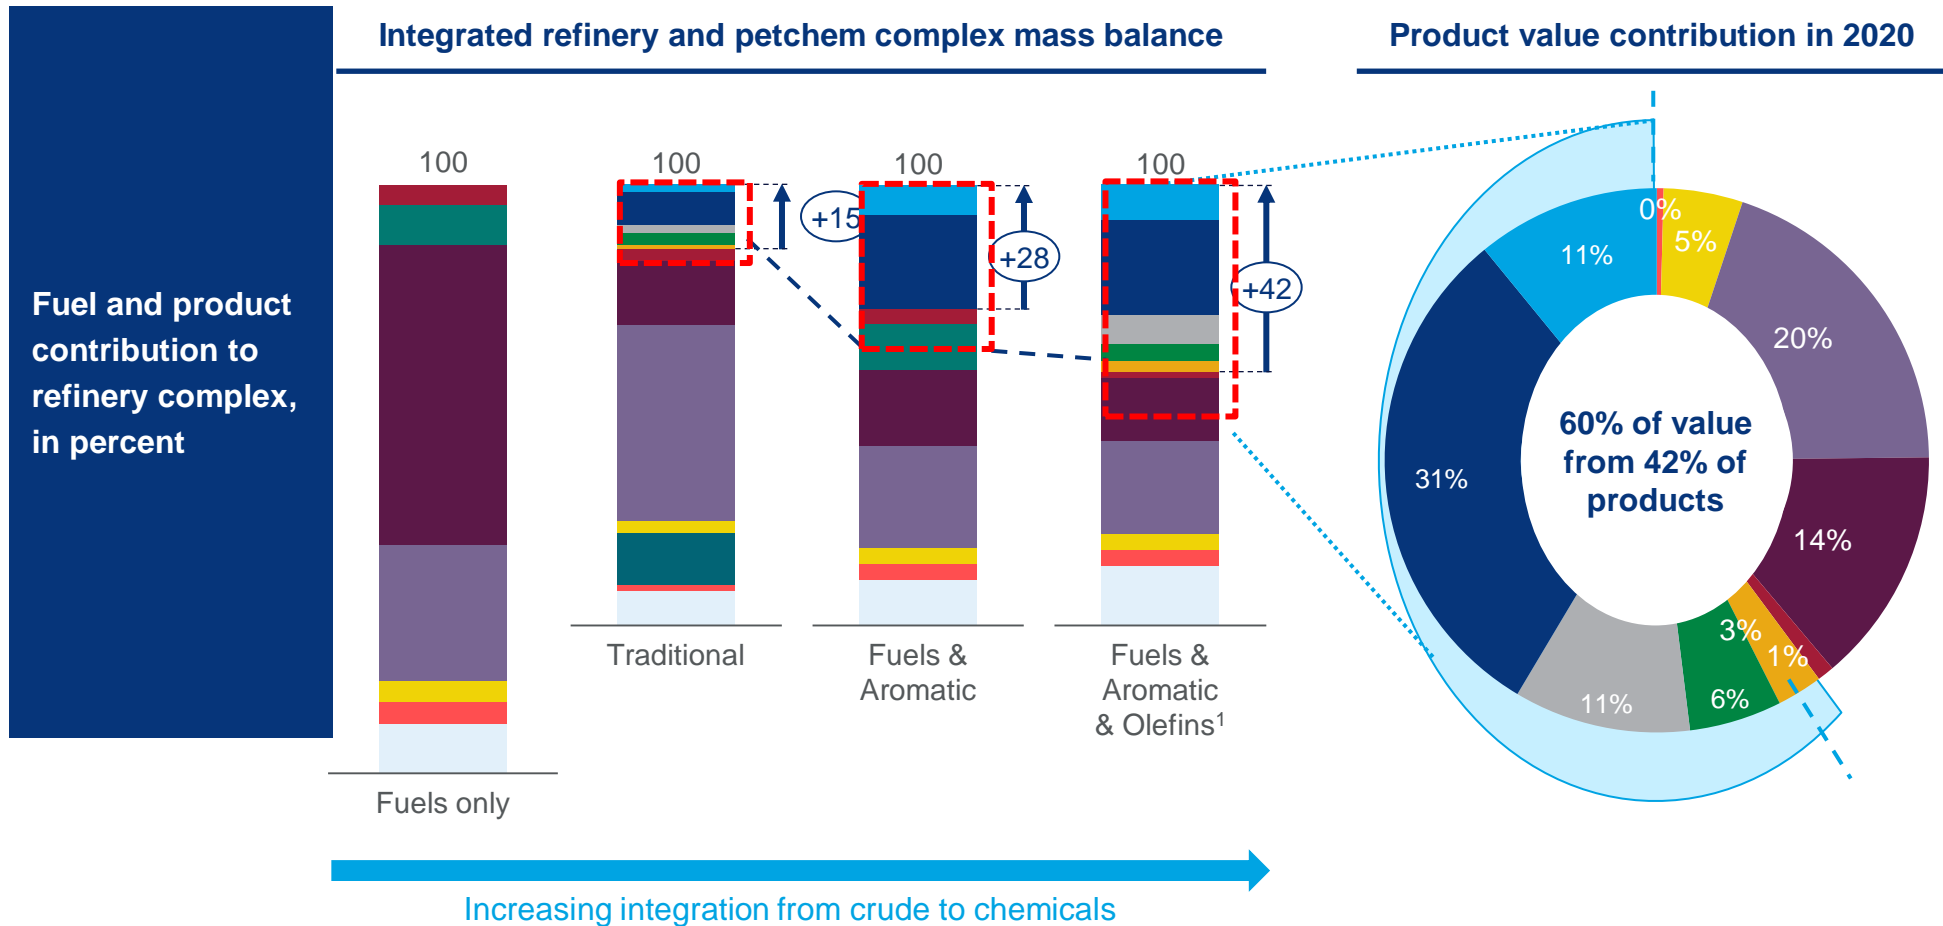 Integrated refinery and petchem complex mass balance
Product value contribution in 2020
Fuel and product
contribution to
refinery complex,
in percent
100
100
100
100
+15
+28
+42
Fuels only
Traditional
Fuels &
Aromatic
Fuels &
Aromatic
& Olefins¹
0%
5%
20%
14%
1%
3%
6%
11%
31%
11%
60% of value
from 42% of
products
Increasing integration from crude to chemicals